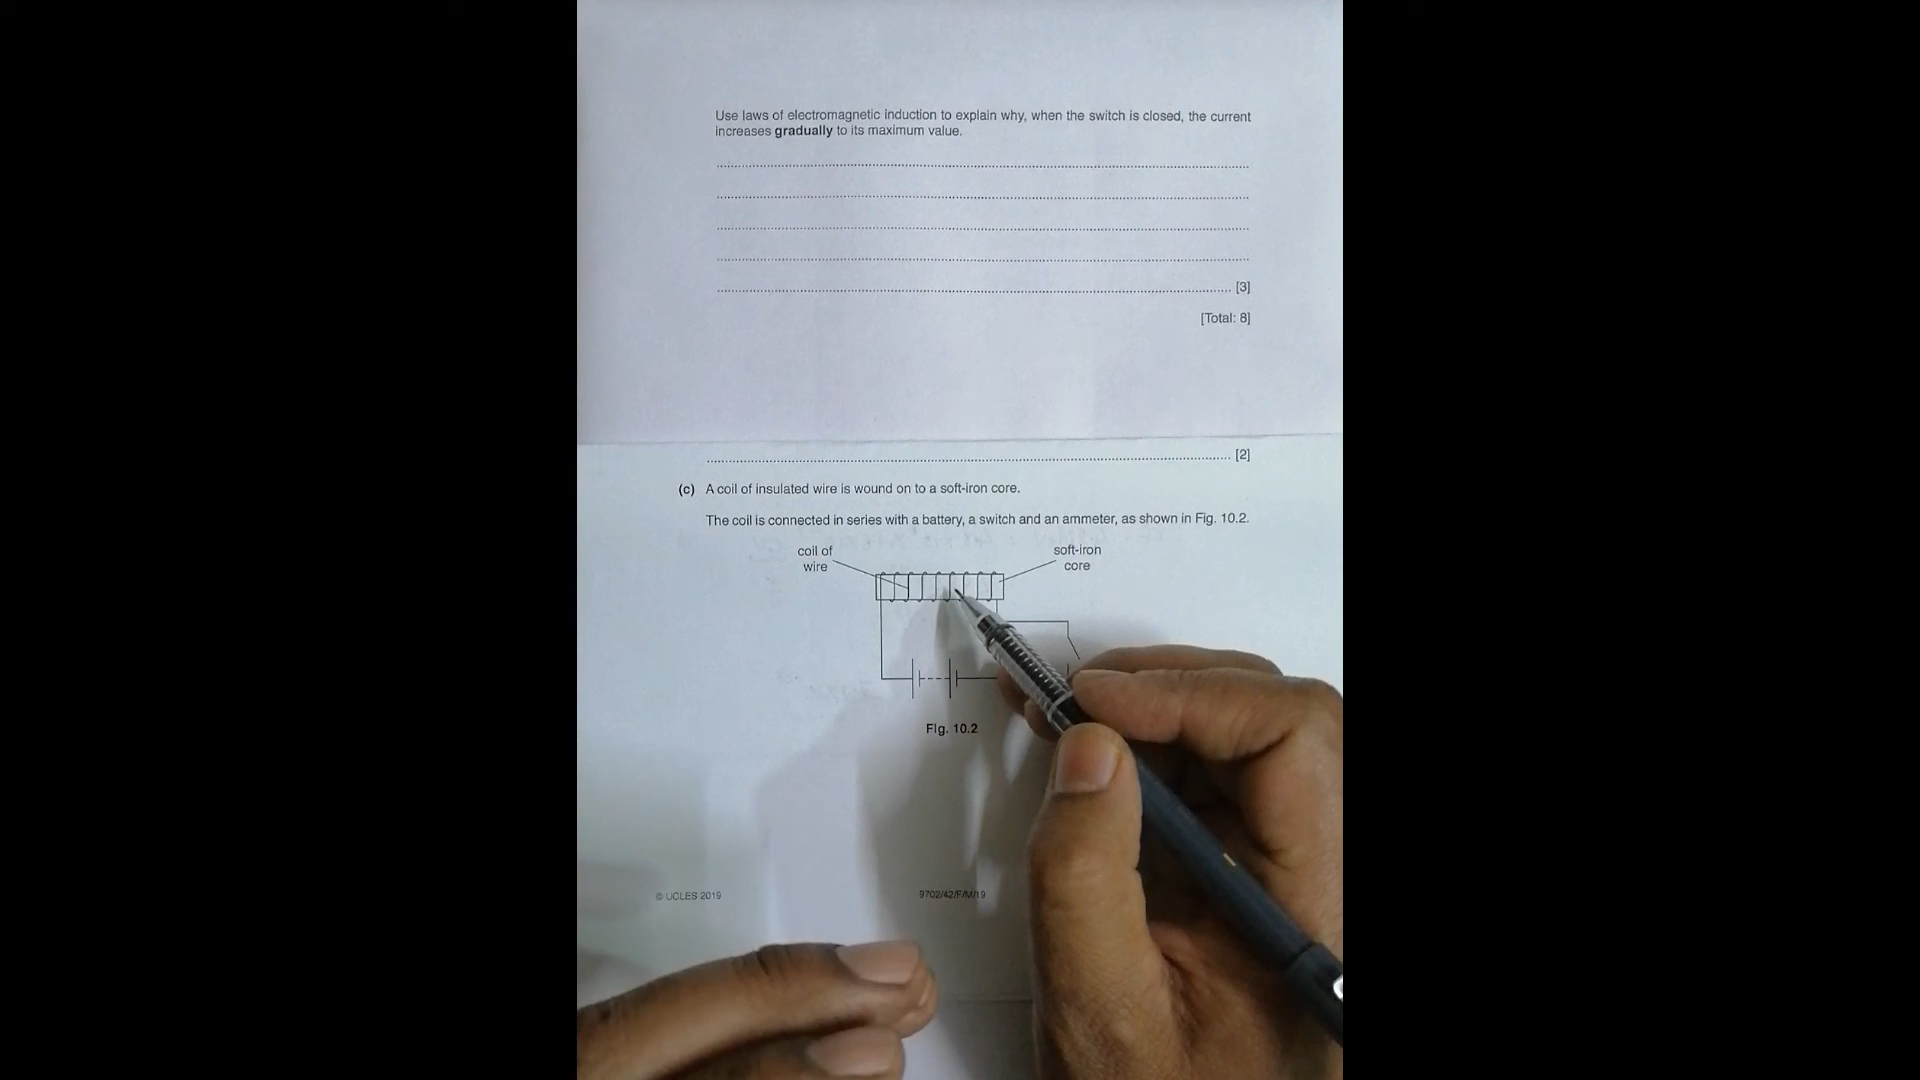 Use laws of electromagnetic induction to explain why, when the switch is closed, the current
increases gradually to its maximum value.
[3]
[Total: 8]
[2]
(c) A coil of insulated wire is wound on to a soft-iron core.
The coil is connected in series with a battery, a switch and an ammeter, as shown in Fig. 10.2.
coil of
wire
soft-iron
core
Fig. 10.2
© UCLES 2019
9702/42/F/M/19